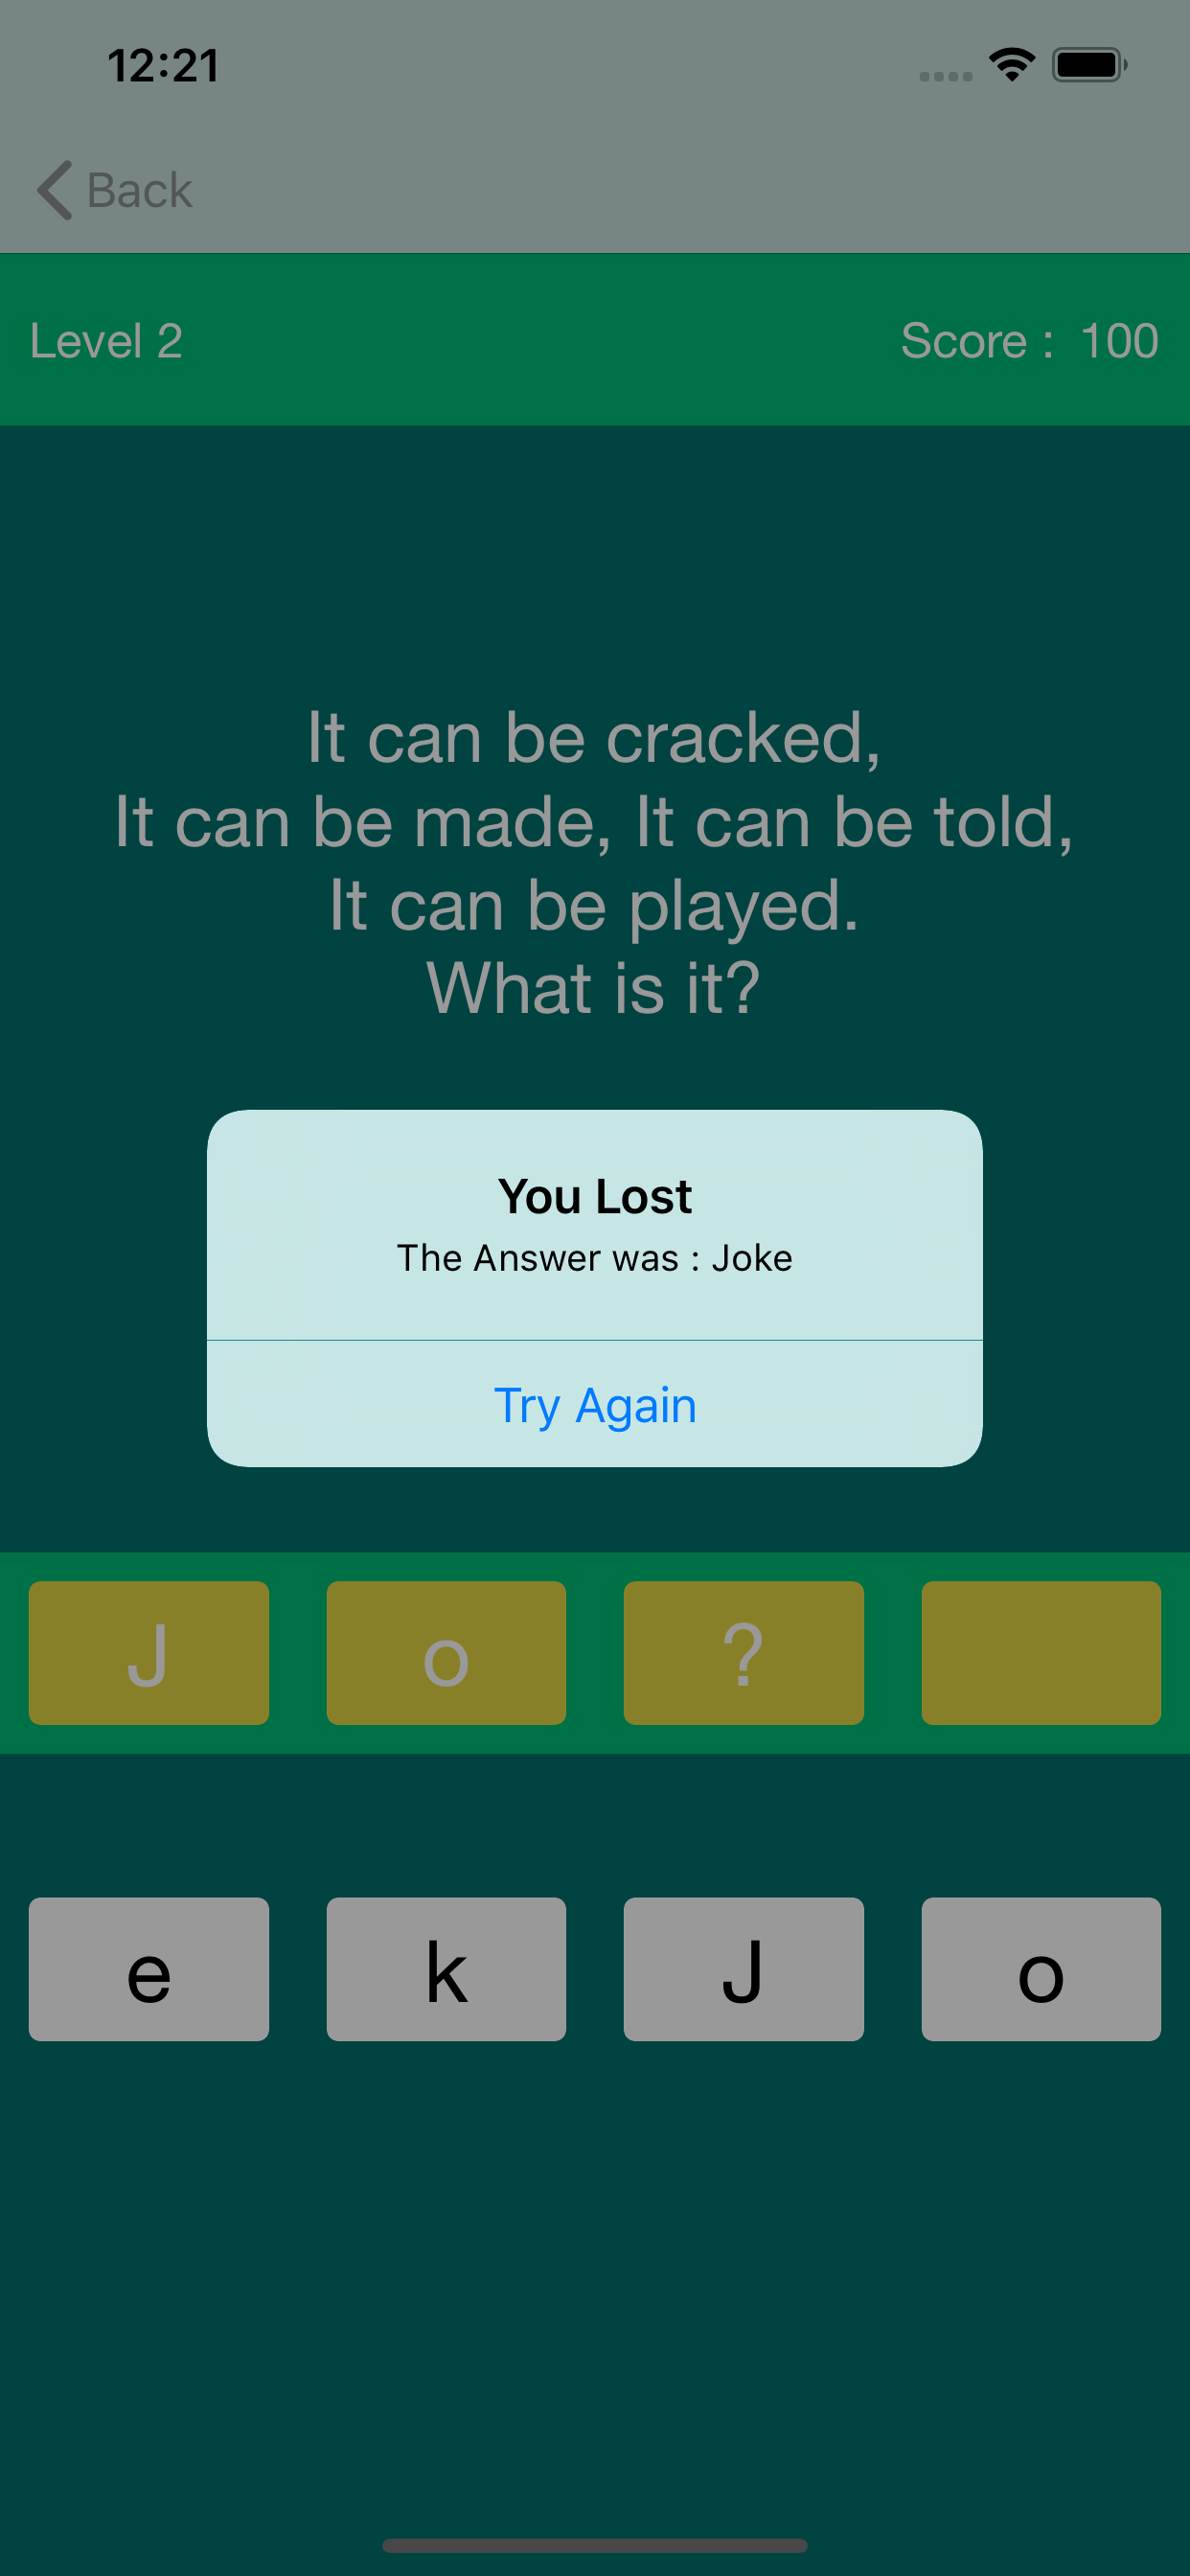 12:21
Back
Level 2
Score : 100
It can be cracked,
It can be made, It can be told,
It can be played.
What is it?
You Lost
The Answer was : Joke
Try Again
J o ?
e k J o